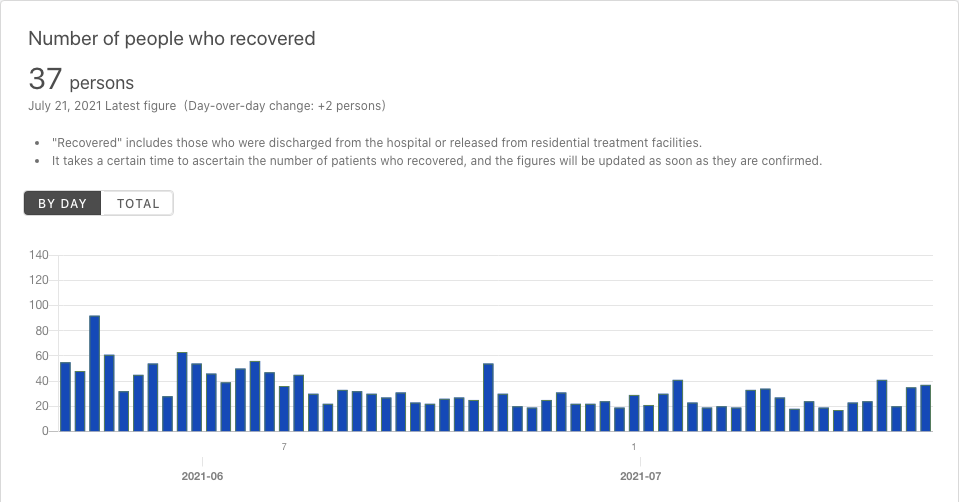 Number of people who recovered
37 persons
July 21, 2021 Latest figure (Day-over-day change: +2 persons)
• "Recovered" includes those who were discharged from the hospital or released from residential treatment facilities.
• It takes a certain time to ascertain the number of patients who recovered, and the figures will be updated as soon as they are confirmed.
BY DAY TOTAL
140
120
100
80
60
40
20
0
7 1
2021-06 2021-07